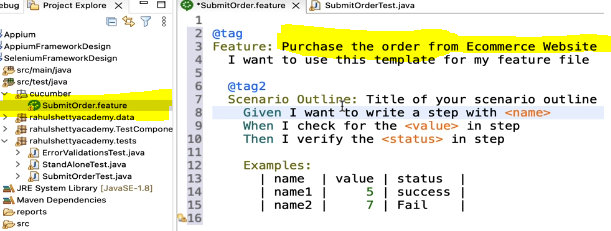 Debug
Project Explorer
Appium
AppiumFrameworkDesign
SeleniumFrameworkDesign
src/main/java
src/test/java
cucumber
SubmitOrder.feature
rahulshettyacademy.data
rahulshettyacademy.TestComponen
rahulshettyacademy.tests
ErrorValidationsTest.java
StandAloneTest.java
SubmitOrderTest.java
JRE System Library [JavaSE-1.8]
Maven Dependencies
reports
src
*SubmitOrder.feature
SubmitOrderTest.java
1
2 @tag
3 Feature: Purchase the order from Ecommerce Website
4 I want to use this template for my feature file
5
6 @tag2
7 Scenario Outline: Title of your scenario outline
8 Given I want to write a step with <name>
9 When I check for the <value> in step
10 Then I verify the <status> in step
11
12 Examples:
13 | name | value | status |
14 | name1 | 5 | success |
15 | name2 | 7 | Fail |
16